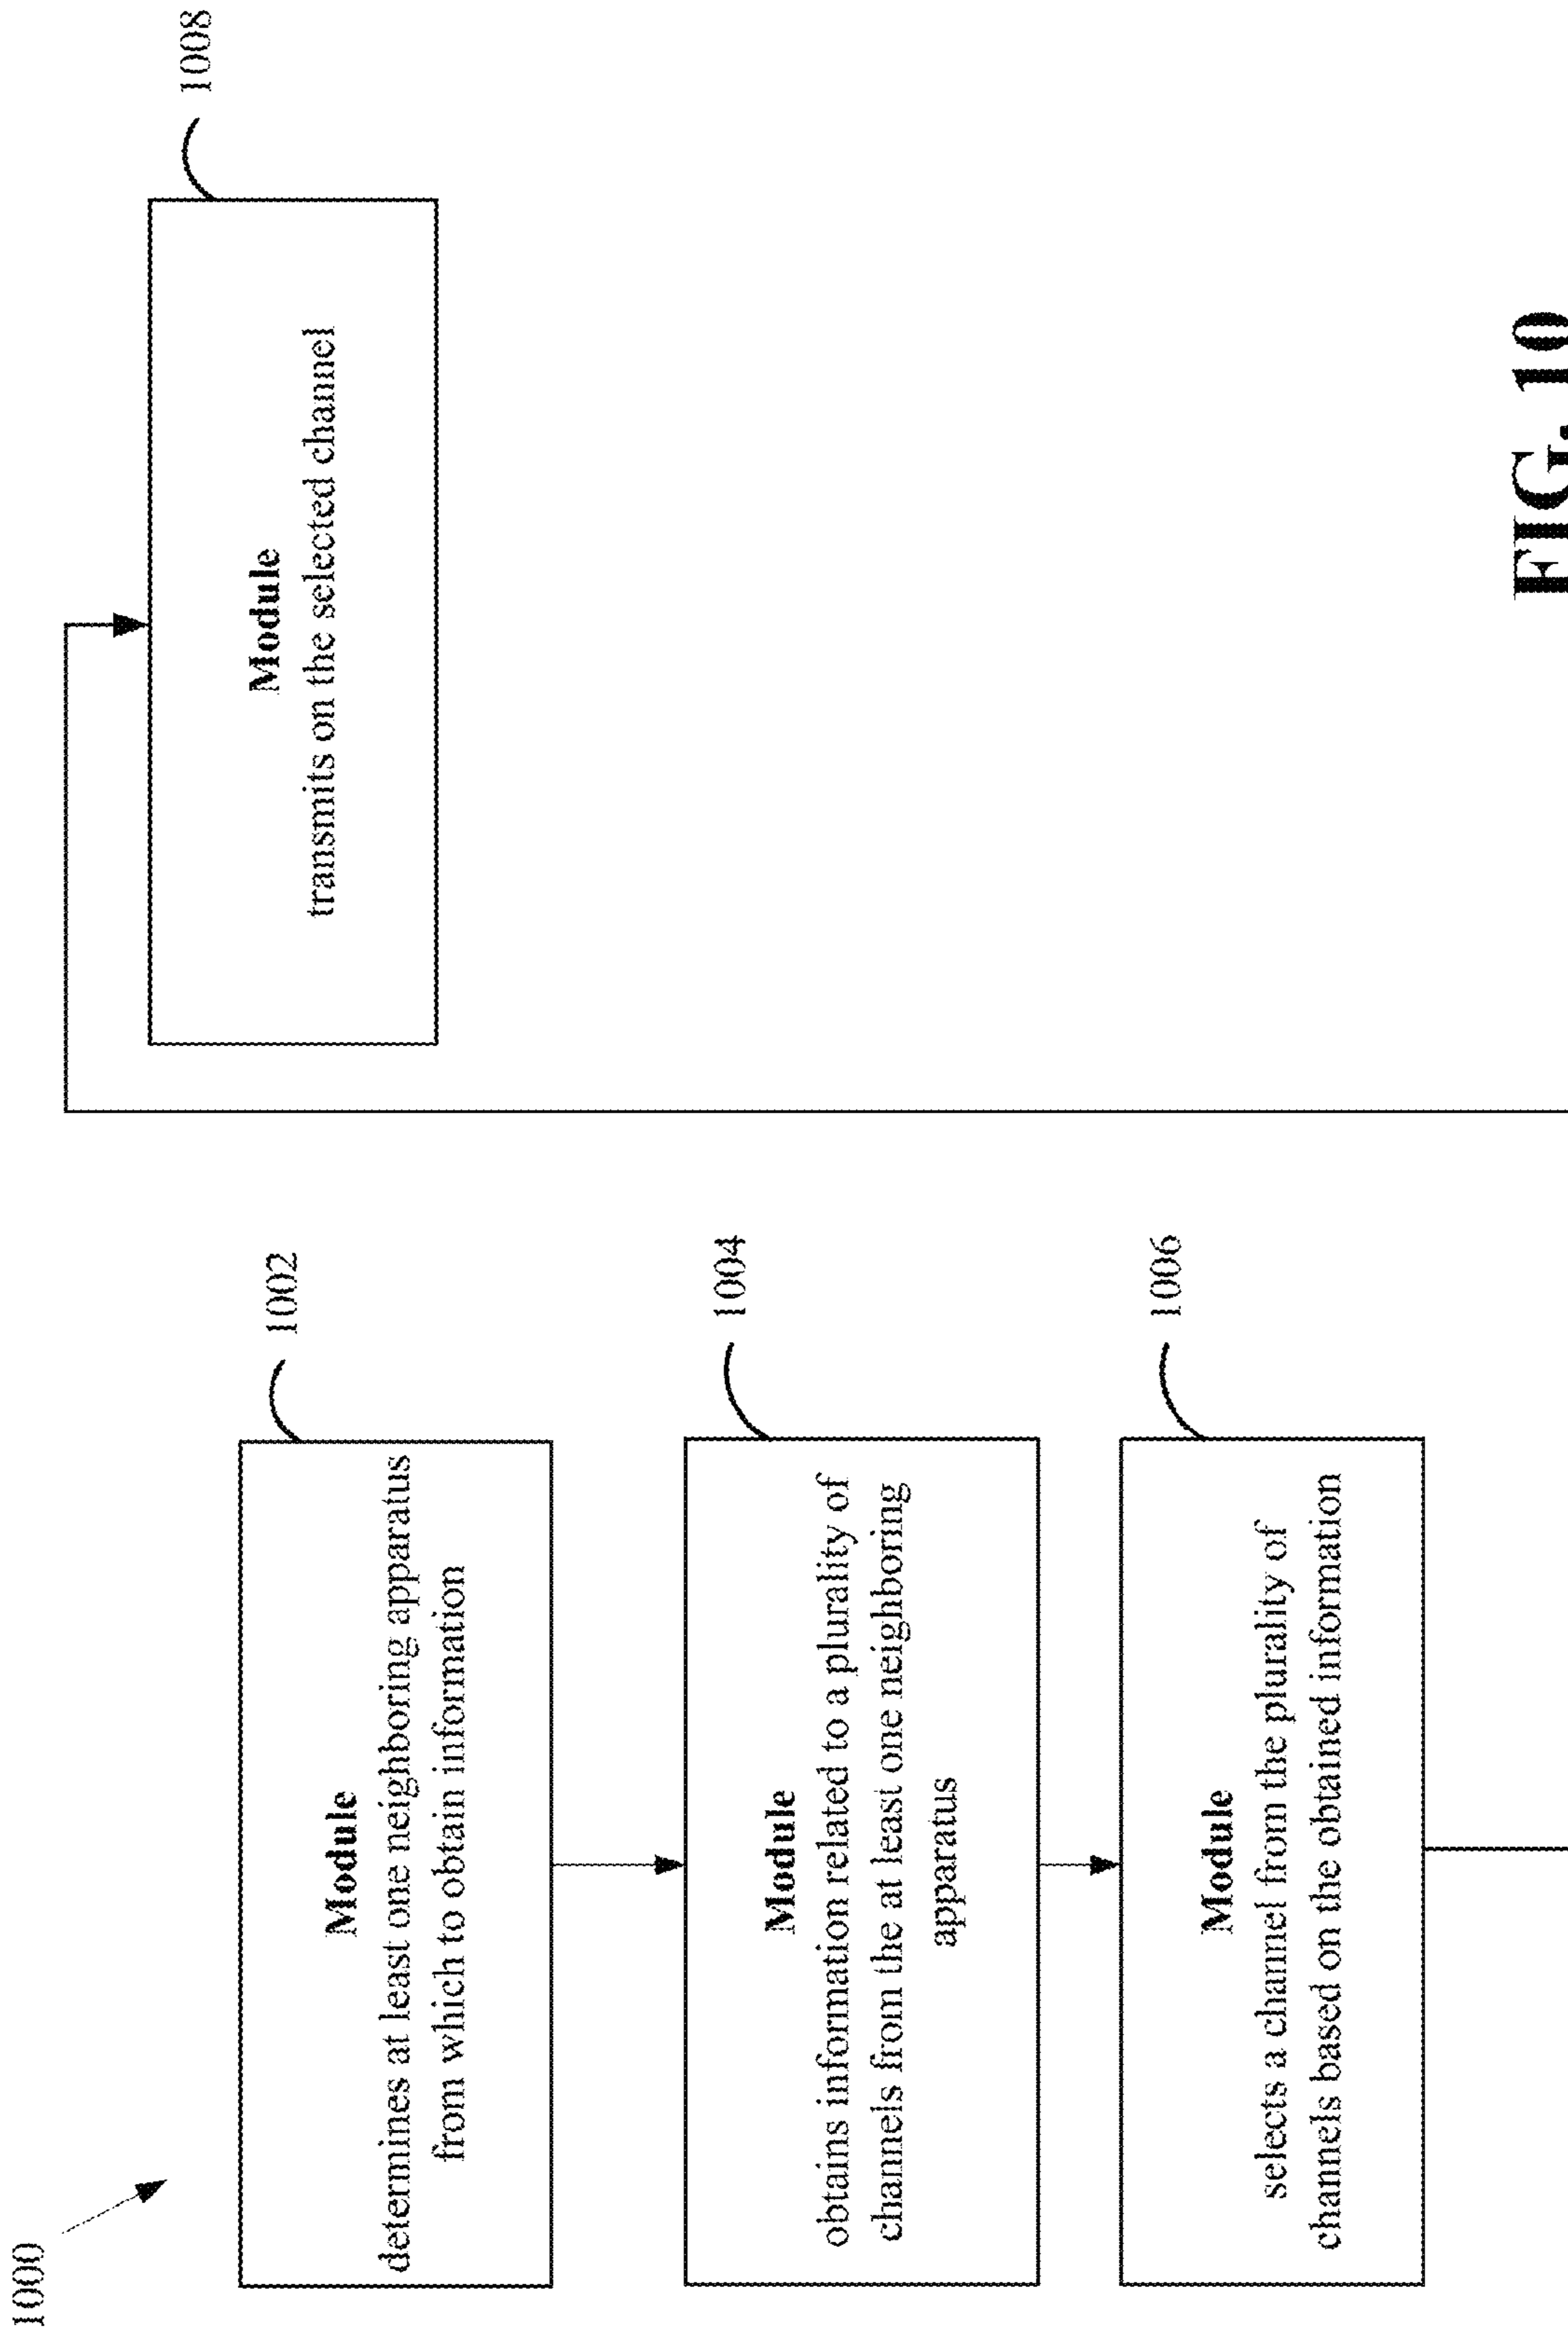 1000
Module
determines at least one neighboring apparatus
from which to obtain information
1002
Module
obtains information related to a plurality of
channels from the at least one neighboring
apparatus
1004
Module
selects a channel from the plurality of
channels based on the obtained information
1006
Module
transmits on the selected channel
1008
FIG. 10